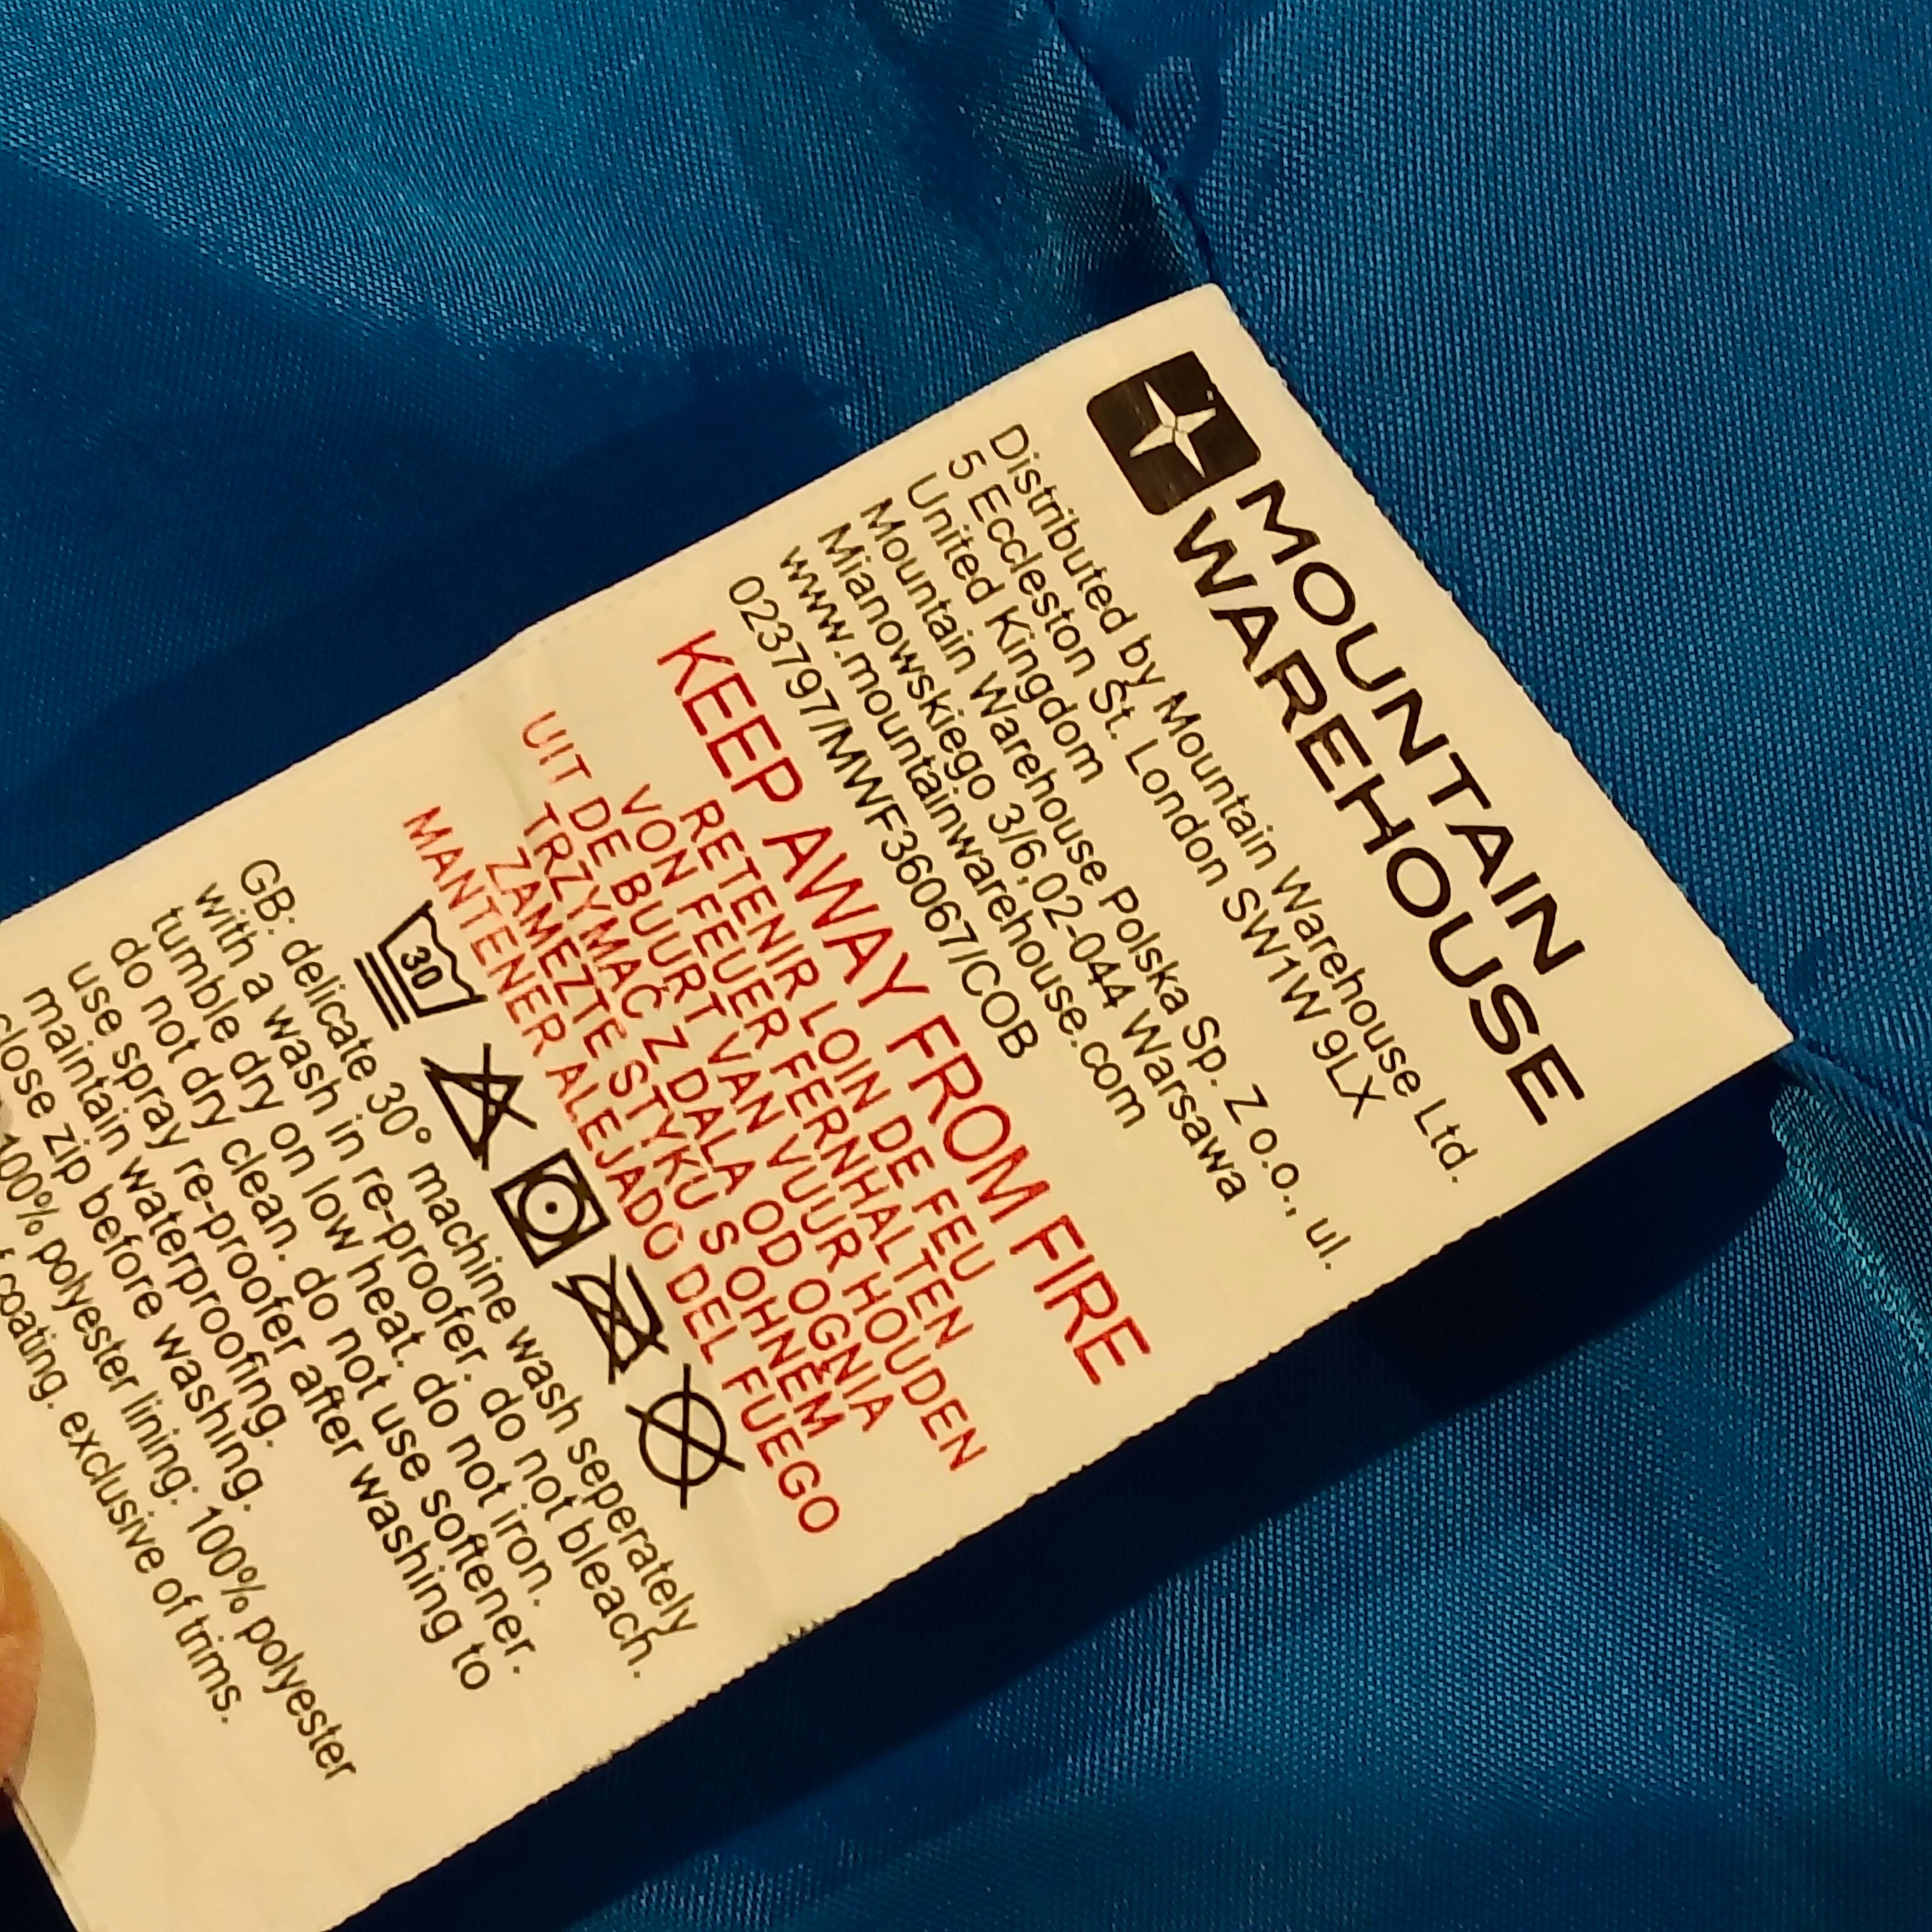 MOUNTAIN
WAREHOUSE
Distributed by Mountain Warehouse Ltd.
5 Eccleston St. London SW1W 9LX
United Kingdom
Mountain Warehouse Polska Sp. Z o.o., ul.
Mianowskiego 3/6,02-044 Warsawa
www.mountainwarehouse.com
023797/MWF36067/COB
KEEP AWAY FROM FIRE
RETENIR LOIN DE FEU
VON FEUER FERNHALTEN
UIT DE BUURT VAN VUUR HOUDEN
TRZYMAĆ Z DALA OD OGNIA
ZAMEZTE STYKU S OHNĚM
MANTENER ALEJADO DEL FUEGO
30
GB: delicate 30° machine wash seperately
with a wash in re-proofer. do not bleach.
tumble dry on low heat. do not iron.
do not dry clean. do not use softener.
use spray re-proofer after washing to
maintain waterproofing.
close zip before washing.
100% polyester lining: 100% polyester
coating. exclusive of trims.